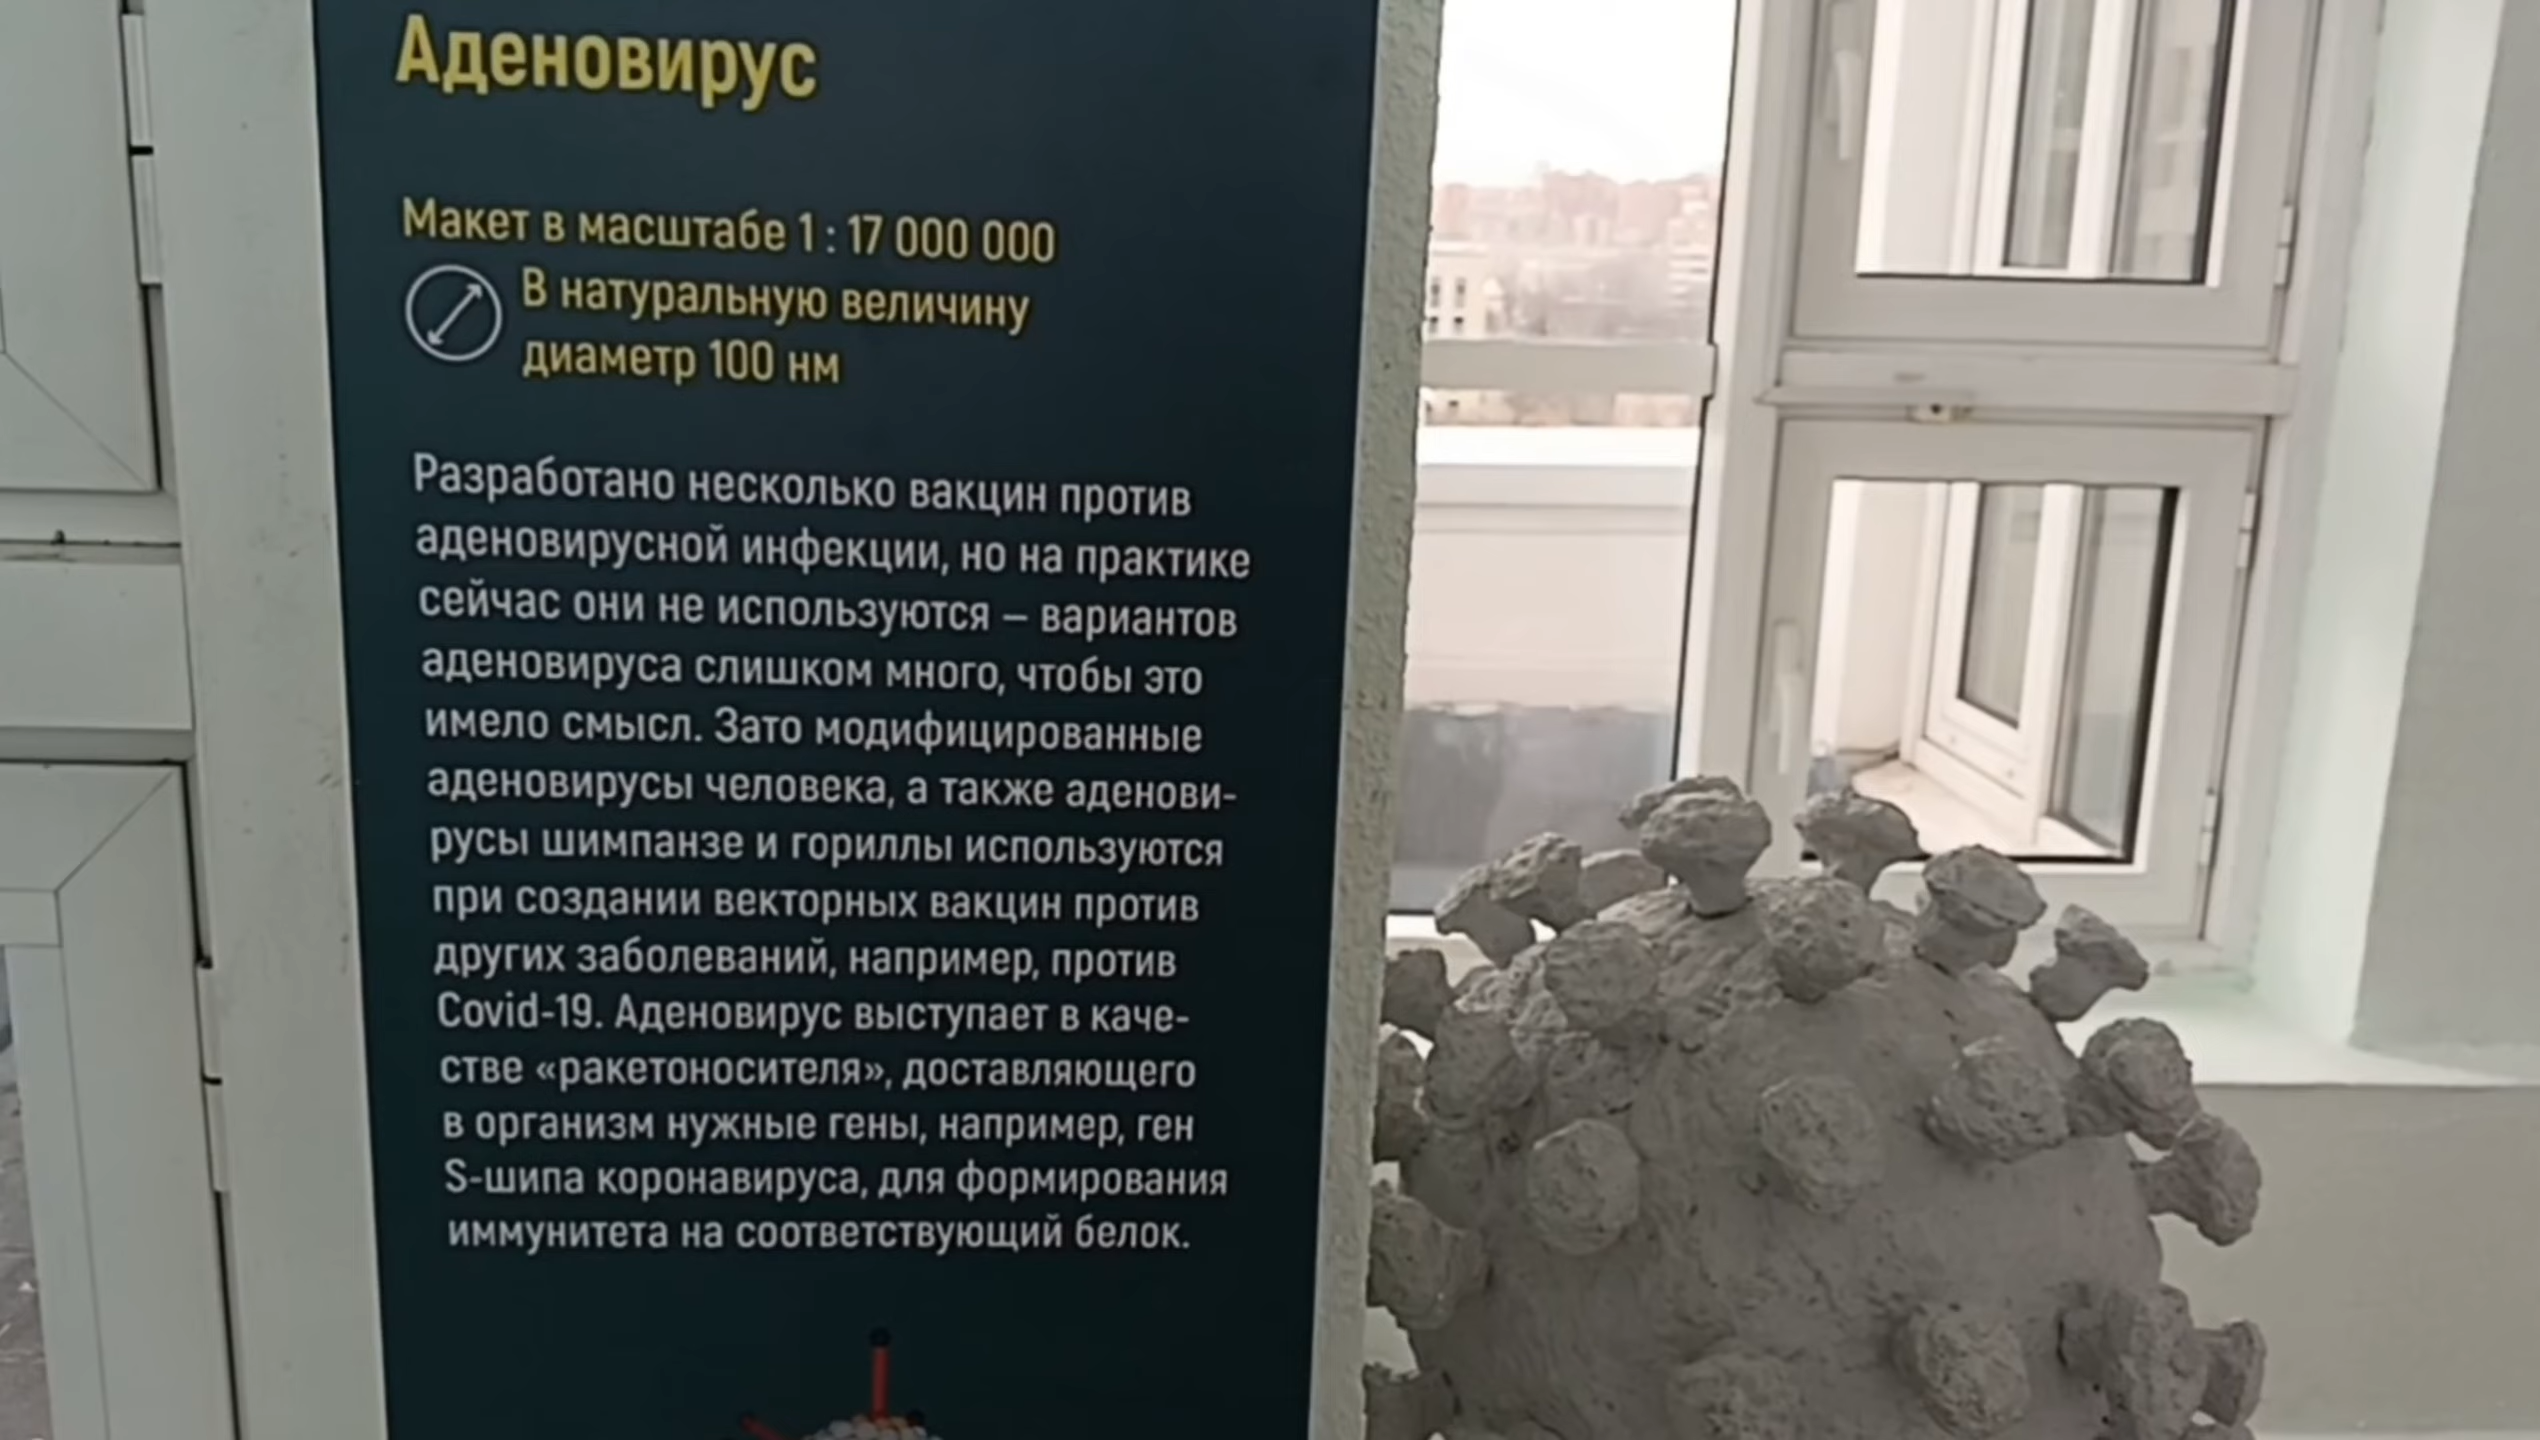 Аденовирус
Макет в масштабе 1 : 17 000 000
В натуральную величину
диаметр 100 нм
Разработано несколько вакцин против
аденовирусной инфекции, но на практике
сейчас они не используются – вариантов
аденовируса слишком много, чтобы это
имело смысл. Зато модифицированные
аденовирусы человека, а также аденови-
русы шимпанзе и гориллы используются
при создании векторных вакцин против
других заболеваний, например, против
Covid-19. Аденовирус выступает в каче-
стве «ракетоносителя», доставляющего
в организм нужные гены, например, ген
S-шипа коронавируса, для формирования
иммунитета на соответствующий белок.